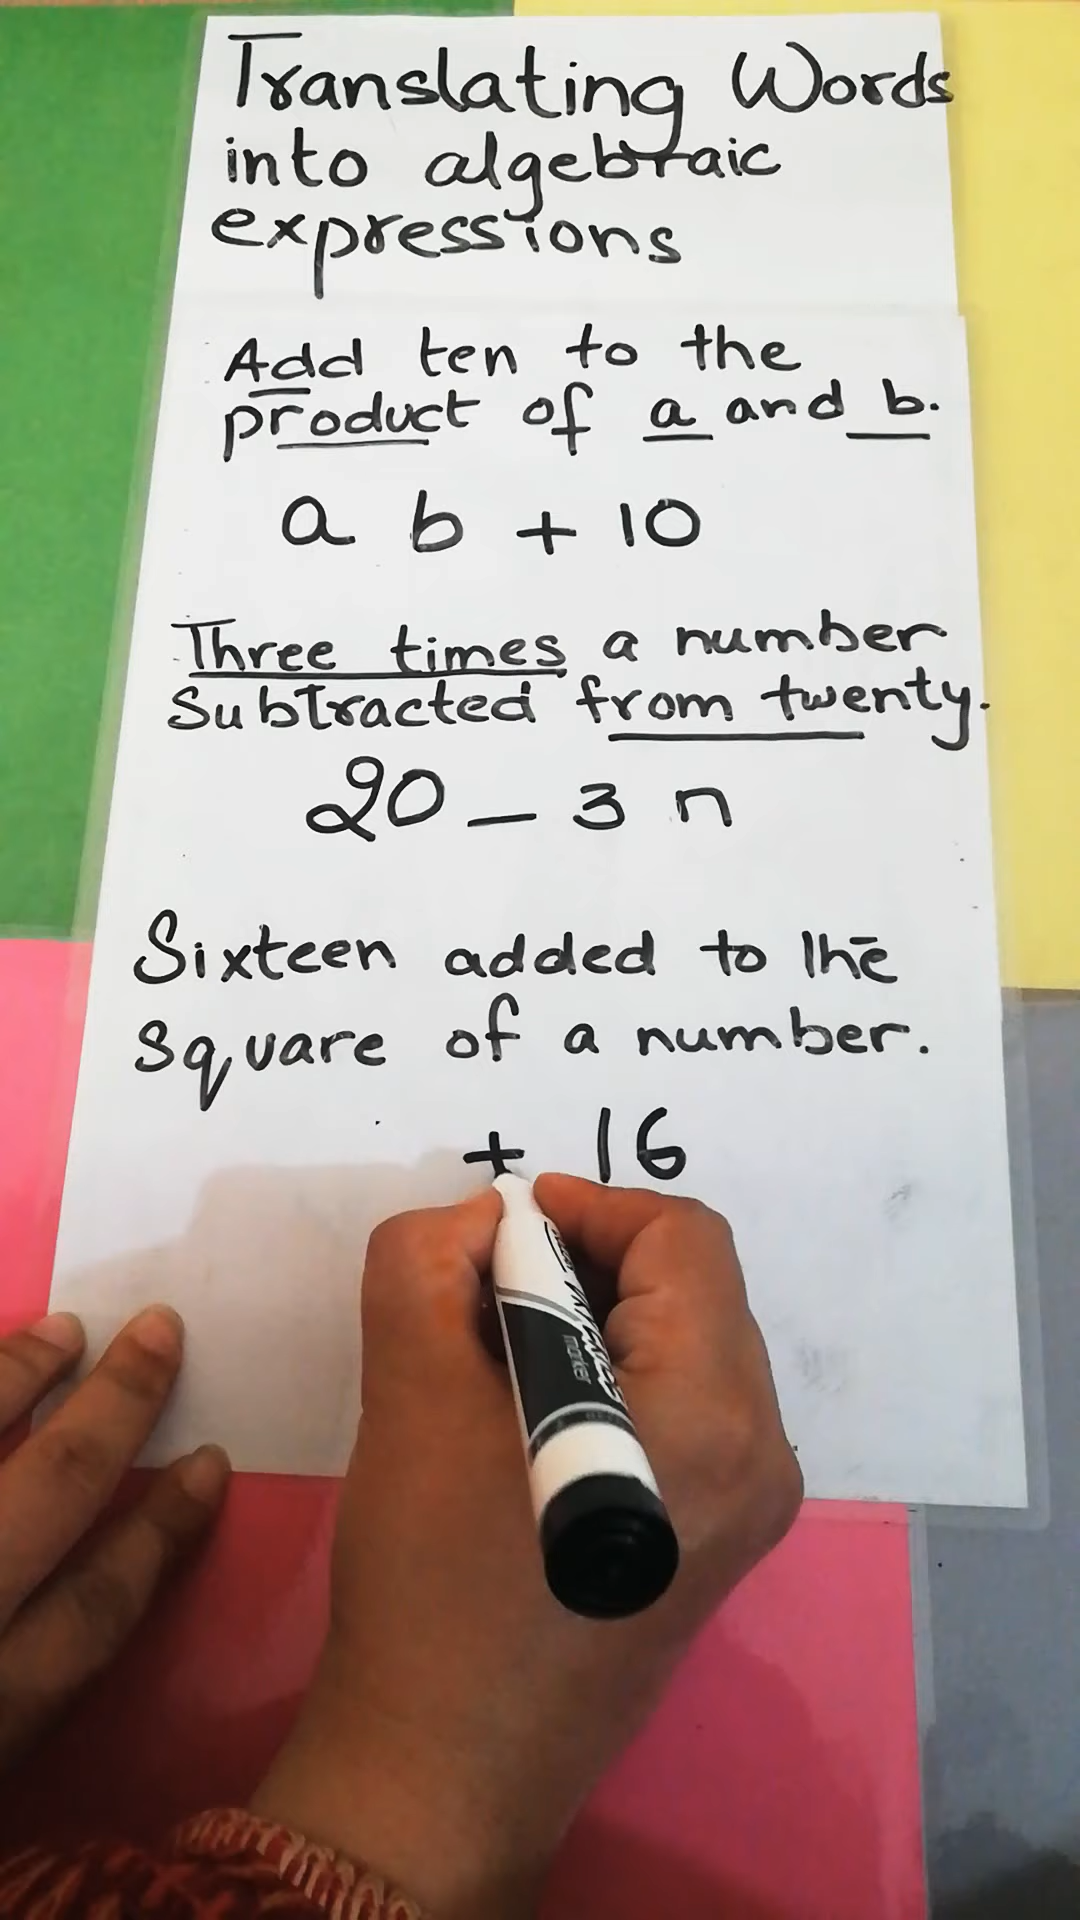 Translating Words
into algebraic
expressions
Add ten to the
product of a and b.
a b + 10
Three times a number
Subtracted from twenty.
20 - 3 n
Sixteen added to the
square of a number.
+ 16
marker